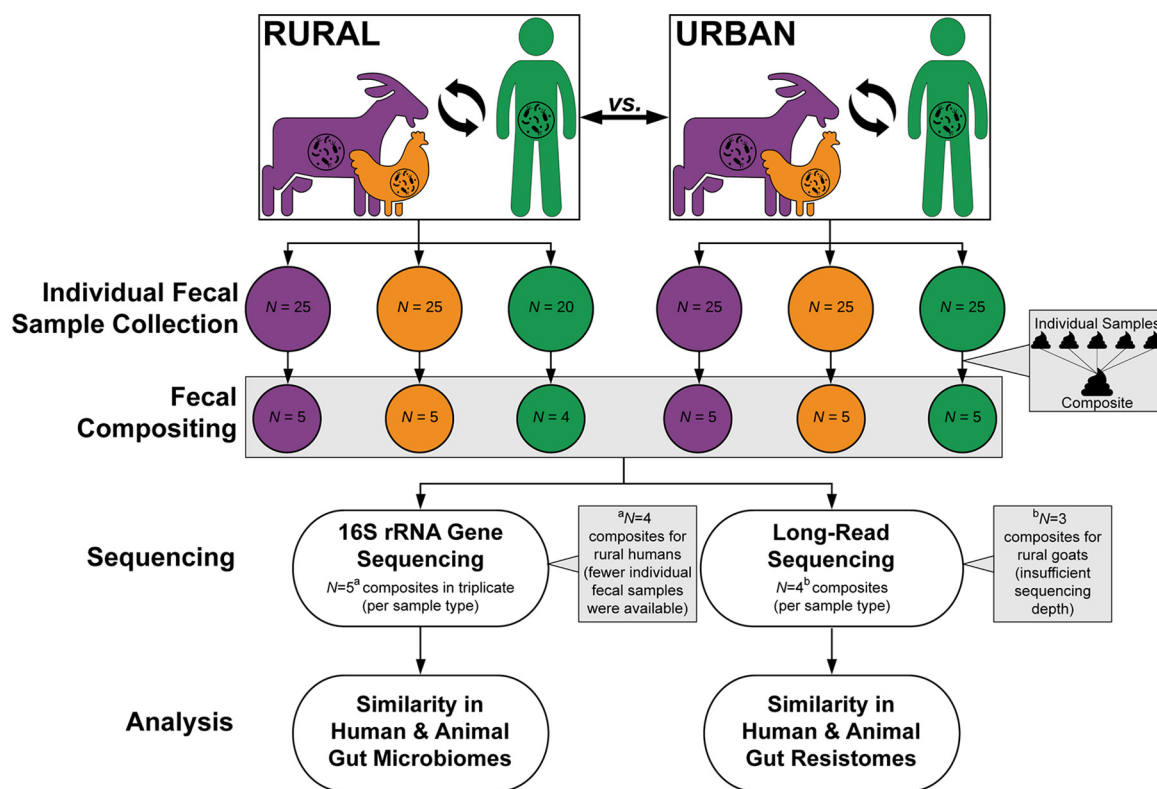 RURAL
URBAN
vs.
Individual Fecal
Sample Collection
N = 25
N = 25
N = 20
N = 25
N = 25
N = 25
Individual Samples
Composite
Fecal
Compositing
N = 5
N = 5
N = 4
N = 5
N = 5
N = 5
Sequencing
16S rRNA Gene
Sequencing
N=5ᵃ composites in triplicate
(per sample type)
ᵃN=4
composites for
rural humans
(fewer individual
fecal samples
were available)
Long-Read
Sequencing
N=4ᵇ composites
(per sample type)
ᵇN=3
composites for
rural goats
(insufficient
sequencing
depth)
Analysis
Similarity in
Human & Animal
Gut Microbiomes
Similarity in
Human & Animal
Gut Resistomes